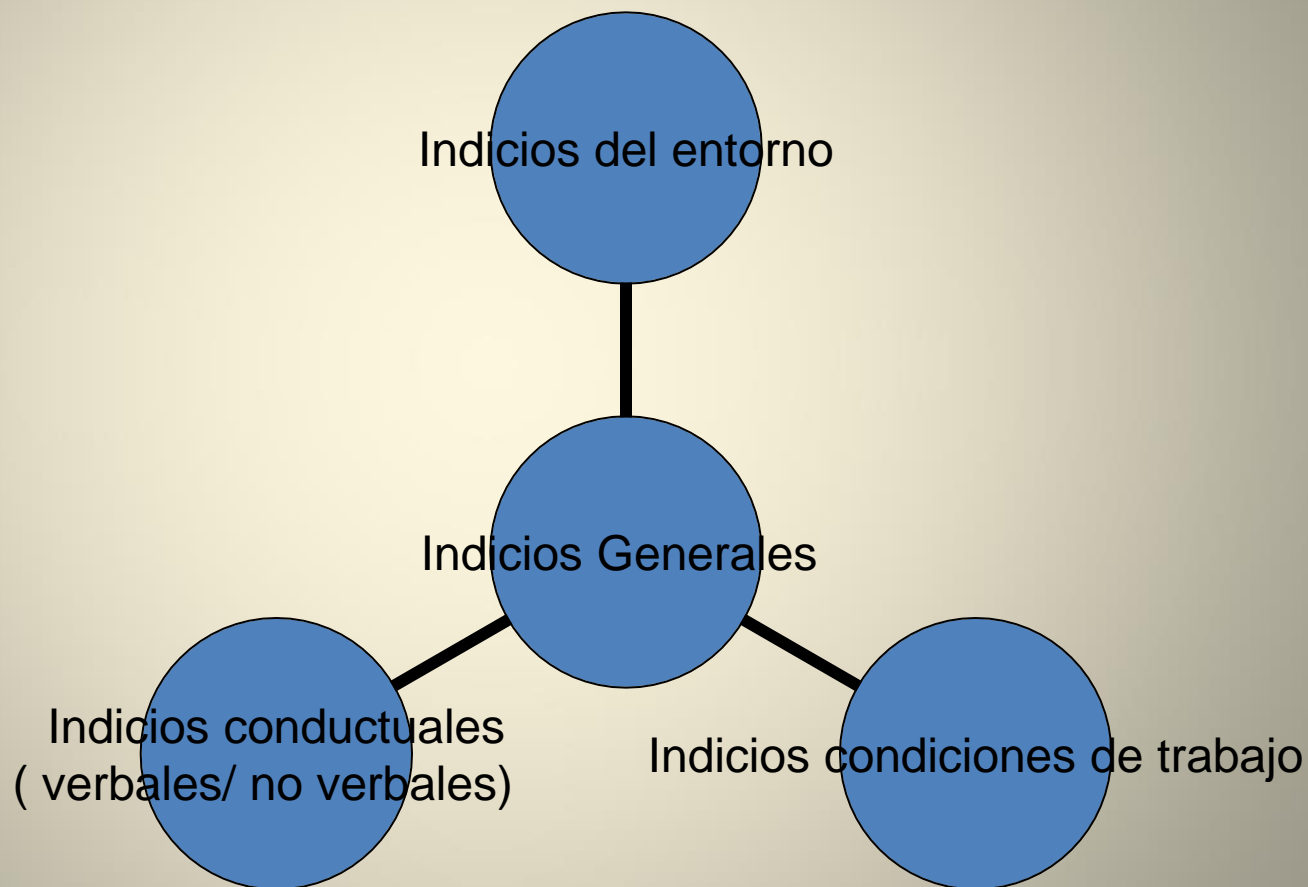 Indicios del entorno
Indicios Generales
Indicios conductuales
( verbales/ no verbales)
Indicios condiciones de trabajo